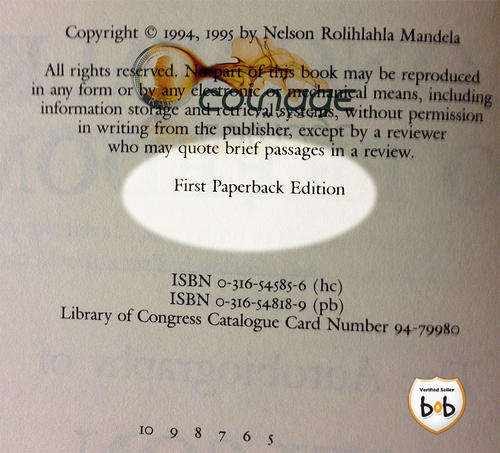 Copyright © 1994, 1995 by Nelson Rolihlahla Mandela
All rights reserved. No part of this book may be reproduced
in any form or by any electronic or mechanical means, including
information storage and retrieval systems, without permission
in writing from the publisher, except by a reviewer
who may quote brief passages in a review.
First Paperback Edition
ISBN 0-316-54585-6 (hc)
ISBN 0-316-54818-9 (pb)
Library of Congress Catalogue Card Number 94-79980
Verified Seller
bob
10 9 8 7 6 5